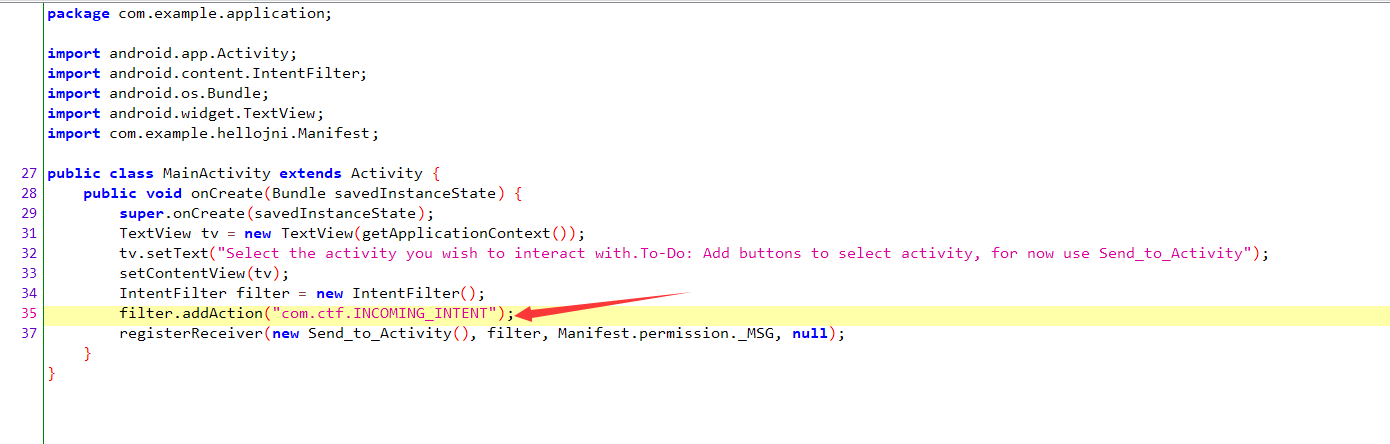 package com.example.application;
import android.app.Activity;
import android.content.IntentFilter;
import android.os.Bundle;
import android.widget.TextView;
import com.example.hellojni.Manifest;
27 public class MainActivity extends Activity {
28 public void onCreate(Bundle savedInstanceState) {
29 super.onCreate(savedInstanceState);
31 TextView tv = new TextView(getApplicationContext());
32 tv.setText("Select the activity you wish to interact with.To-Do: Add buttons to select activity, for now use Send_to_Activity");
33 setContentView(tv);
34 IntentFilter filter = new IntentFilter();
35 filter.addAction("com.ctf.INCOMING_INTENT");
37 registerReceiver(new Send_to_Activity(), filter, Manifest.permission._MSG, null);
}
}